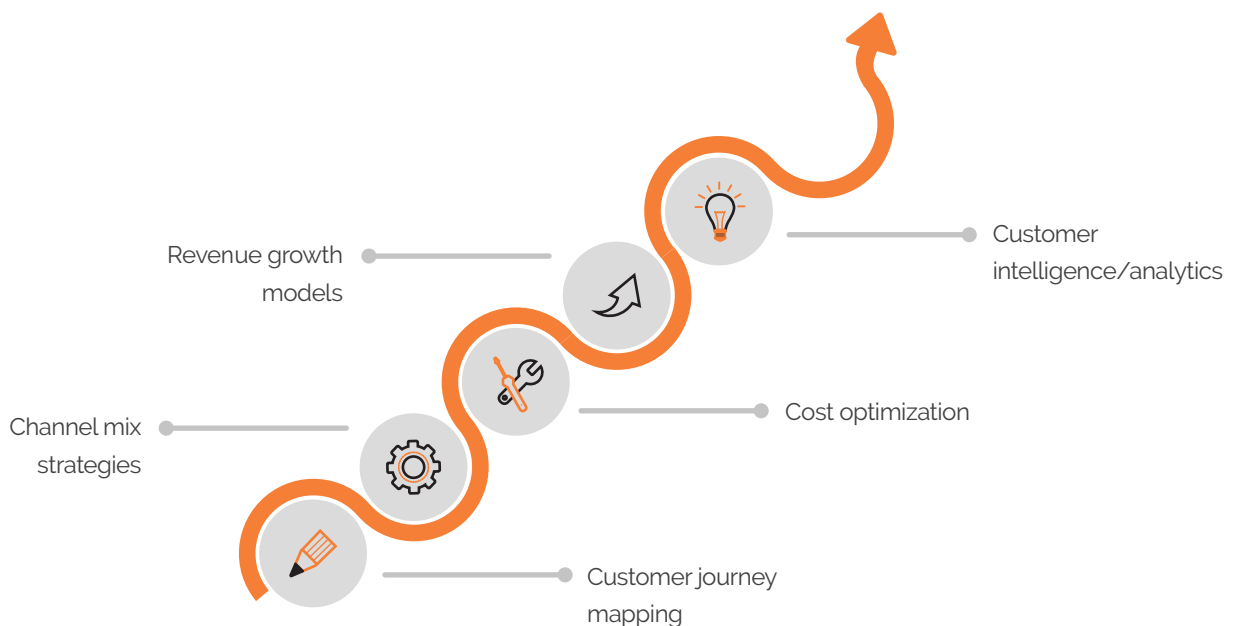 Revenue growth
models
Customer
intelligence/analytics
Channel mix
strategies
Cost optimization
Customer journey
mapping